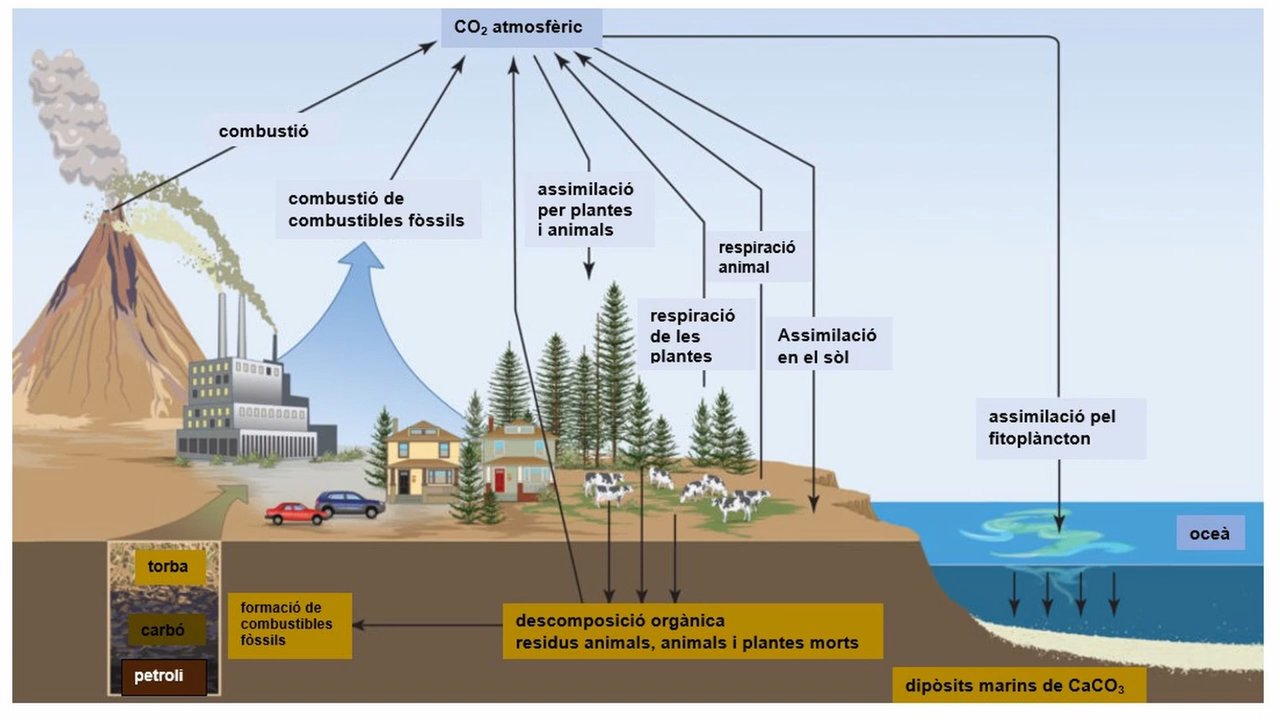 CO₂ atmosfèric
combustió
combustió de
combustibles fòssils
assimilació
per plantes
i animals
respiració
animal
respiració
de les
plantes
Assimilació
en el sòl
assimilació pel
fitoplàncton
oceà
torba
carbó
petroli
formació de
combustibles
fòssils
descomposició orgànica
residus animals, animals i plantes morts
dipòsits marins de CaCO₃